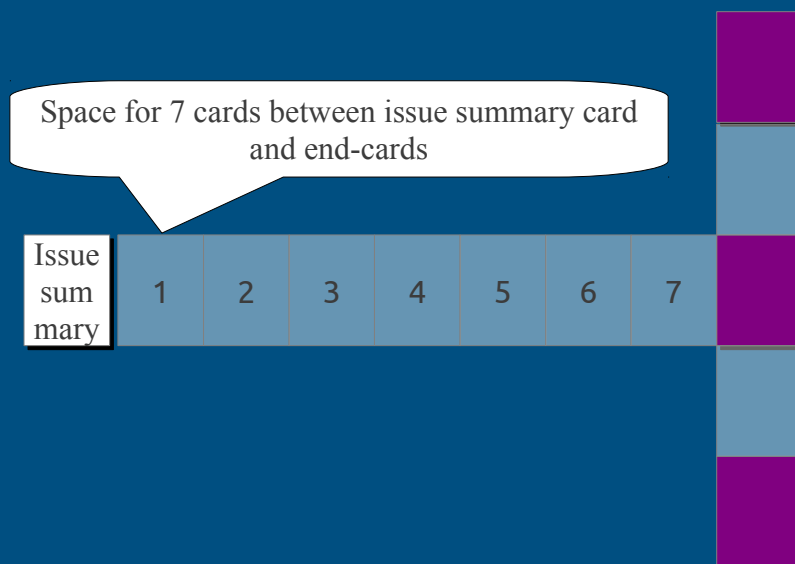 Space for 7 cards between issue summary card
and end-cards
Issue
sum
mary
1 2 3 4 5 6 7